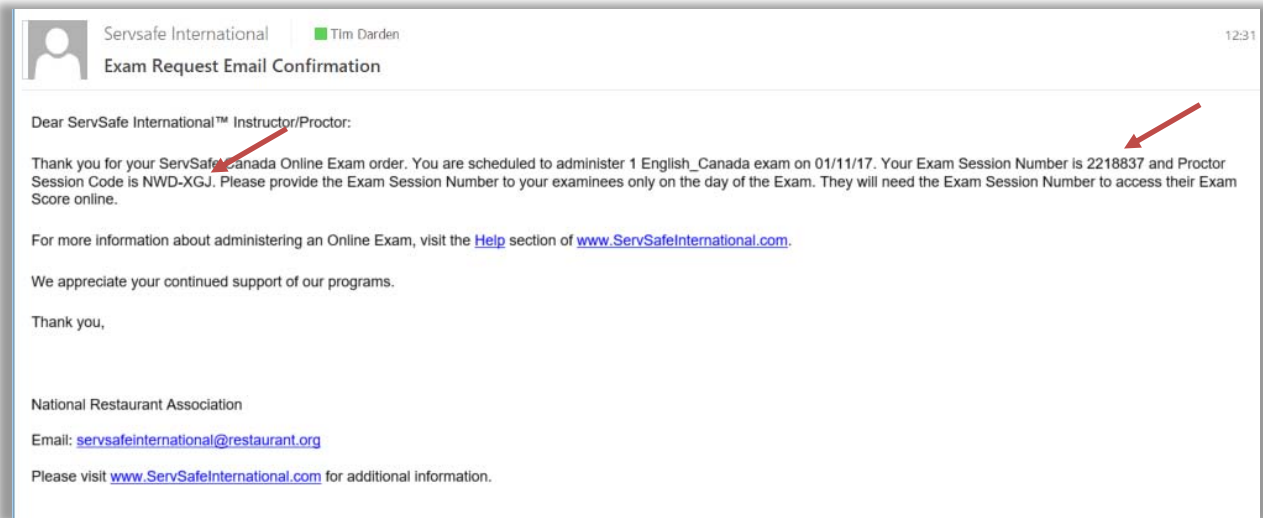 Servsafe International Tim Darden 12:31
Exam Request Email Confirmation
Dear ServSafe International™ Instructor/Proctor:
Thank you for your ServSafe Canada Online Exam order. You are scheduled to administer 1 English_Canada exam on 01/11/17. Your Exam Session Number is 2218837 and Proctor
Session Code is NWD-XGJ. Please provide the Exam Session Number to your examinees only on the day of the Exam. They will need the Exam Session Number to access their Exam
Score online.
For more information about administering an Online Exam, visit the Help section of www.ServSafeInternational.com.
We appreciate your continued support of our programs.
Thank you,
National Restaurant Association
Email: servsafeinternational@restaurant.org
Please visit www.ServSafeInternational.com for additional information.